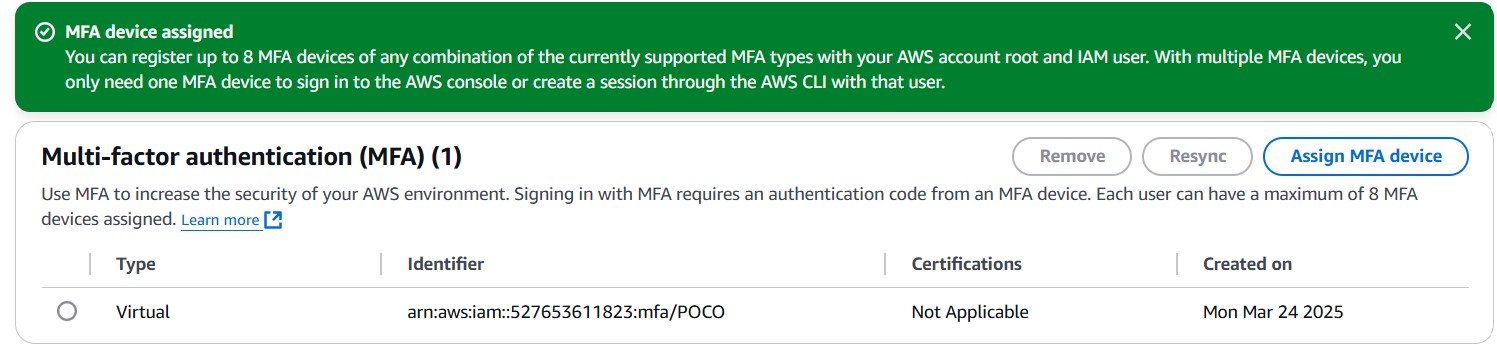 MFA device assigned
You can register up to 8 MFA devices of any combination of the currently supported MFA types with your AWS account root and IAM user. With multiple MFA devices, you
only need one MFA device to sign in to the AWS console or create a session through the AWS CLI with that user.
Multi-factor authentication (MFA) (1)
Remove
Resync
Assign MFA device
Use MFA to increase the security of your AWS environment. Signing in with MFA requires an authentication code from an MFA device. Each user can have a maximum of 8 MFA
devices assigned. Learn more
Type Identifier Certifications Created on
Virtual arn:aws:iam::527653611823:mfa/POCO Not Applicable Mon Mar 24 2025